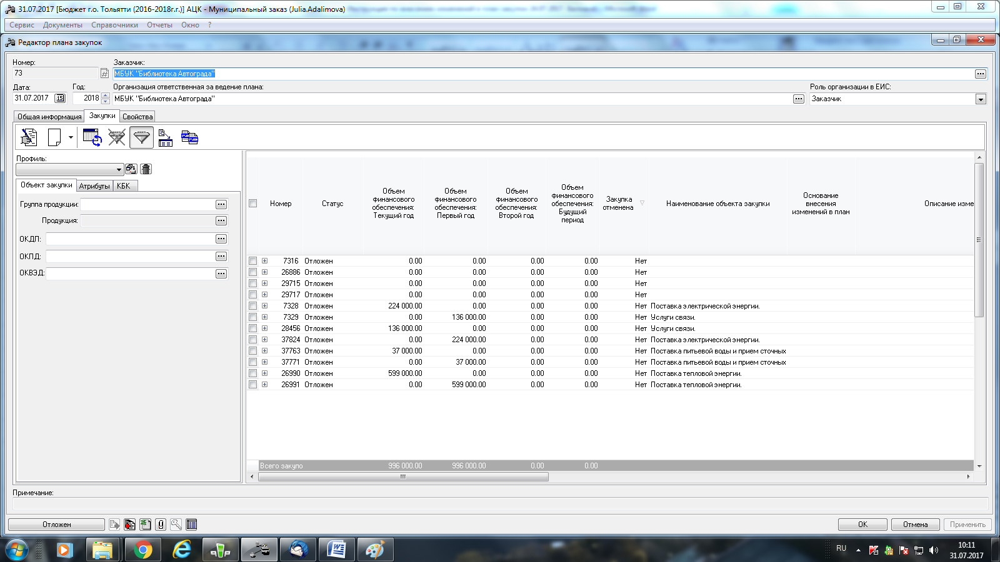 31.07.2017 [Бюджет г.о. Тольятти (2016-2018г.г.)] АЦК - Муниципальный заказ (Julia.Adalimova)
Сервис Документы Справочники Отчеты Окно ?
Редактор плана закупок
Номер: Заказчик:
73 # МБУК "Библиотека Автограда"
Дата: Год: Организация ответственная за ведение плана: Роль организации в ЕИС:
31.07.2017 15 2018 МБУК "Библиотека Автограда" Заказчик
Общая информация Закупки Свойства
Профиль:
Объект закупки Атрибуты КБК
Группа продукции:
Продукция:
ОКДП:
ОКПД:
ОКВЭД:
Номер
Статус
Объем
финансового
обеспечения:
Текущий год
Объем
финансового
обеспечения:
Первый год
Объем
финансового
обеспечения:
Второй год
Объем
финансового
обеспечения:
Будущий
период
Закупка
отменена
Наименование объекта закупки
Основание
внесения
изменений в план
Описание изме
7316 Отложен 0.00 0.00 0.00 0.00 Нет
26886 Отложен 0.00 0.00 0.00 0.00 Нет
29715 Отложен 0.00 0.00 0.00 0.00 Нет
29717 Отложен 0.00 0.00 0.00 0.00 Нет
7328 Отложен 224 000.00 0.00 0.00 0.00 Нет Поставка электрической энергии.
7329 Отложен 0.00 136 000.00 0.00 0.00 Нет Услуги связи.
28456 Отложен 136 000.00 0.00 0.00 0.00 Нет Услуги связи.
37824 Отложен 0.00 224 000.00 0.00 0.00 Нет Поставка электрической энергии.
37763 Отложен 37 000.00 0.00 0.00 0.00 Нет Поставка питьевой воды и прием сточных
37771 Отложен 0.00 37 000.00 0.00 0.00 Нет Поставка питьевой воды и прием сточных
26990 Отложен 599 000.00 0.00 0.00 0.00 Нет Поставка тепловой энергии.
26991 Отложен 0.00 599 000.00 0.00 0.00 Нет Поставка тепловой энергии.
Всего закупо 996 000.00 996 000.00 0.00 0.00
Примечание:
Отложен OK Отмена Применить
RU 10:11
31.07.2017